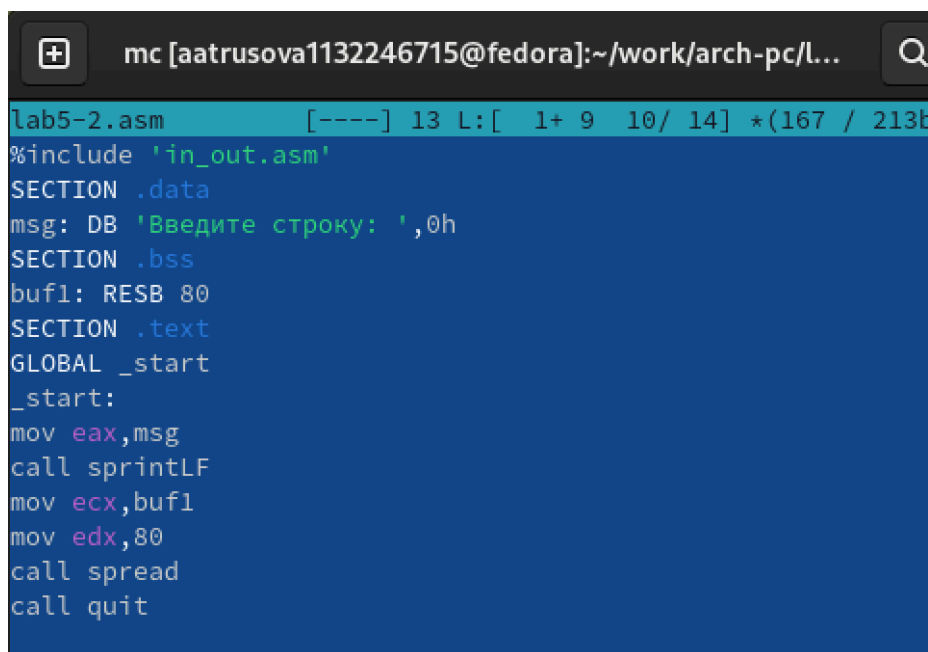 mc [aatrusova1132246715@fedora]:~/work/arch-pc/l...
lab5-2.asm [----] 13 L:[ 1+ 9 10/ 14] *(167 / 213b
%include 'in_out.asm'
SECTION .data
msg: DB 'Введите строку: ',0h
SECTION .bss
buf1: RESB 80
SECTION .text
GLOBAL _start
_start:
mov eax,msg
call sprintLF
mov ecx,buf1
mov edx,80
call spread
call quit